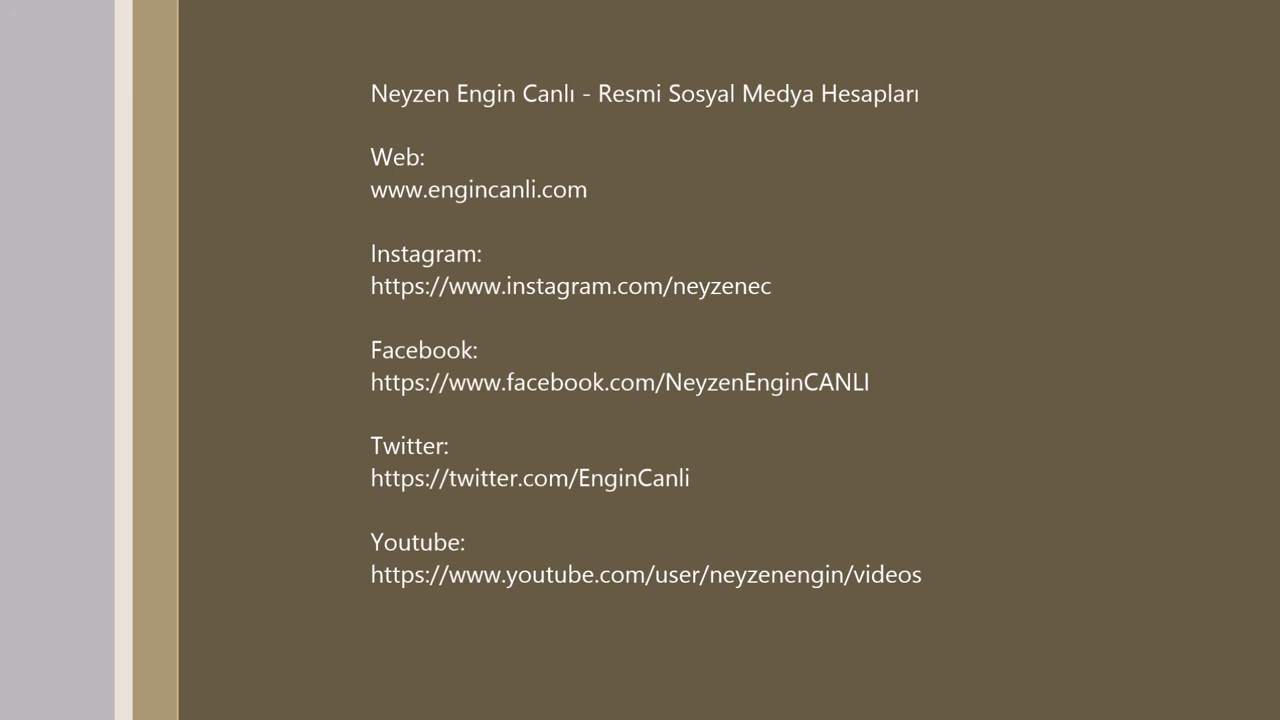 Neyzen Engin Canlı - Resmi Sosyal Medya Hesapları
Web:
www.engincanli.com
Instagram:
https://www.instagram.com/neyzenec
Facebook:
https://www.facebook.com/NeyzenEnginCANLI
Twitter:
https://twitter.com/EnginCanli
Youtube:
https://www.youtube.com/user/neyzenengin/videos